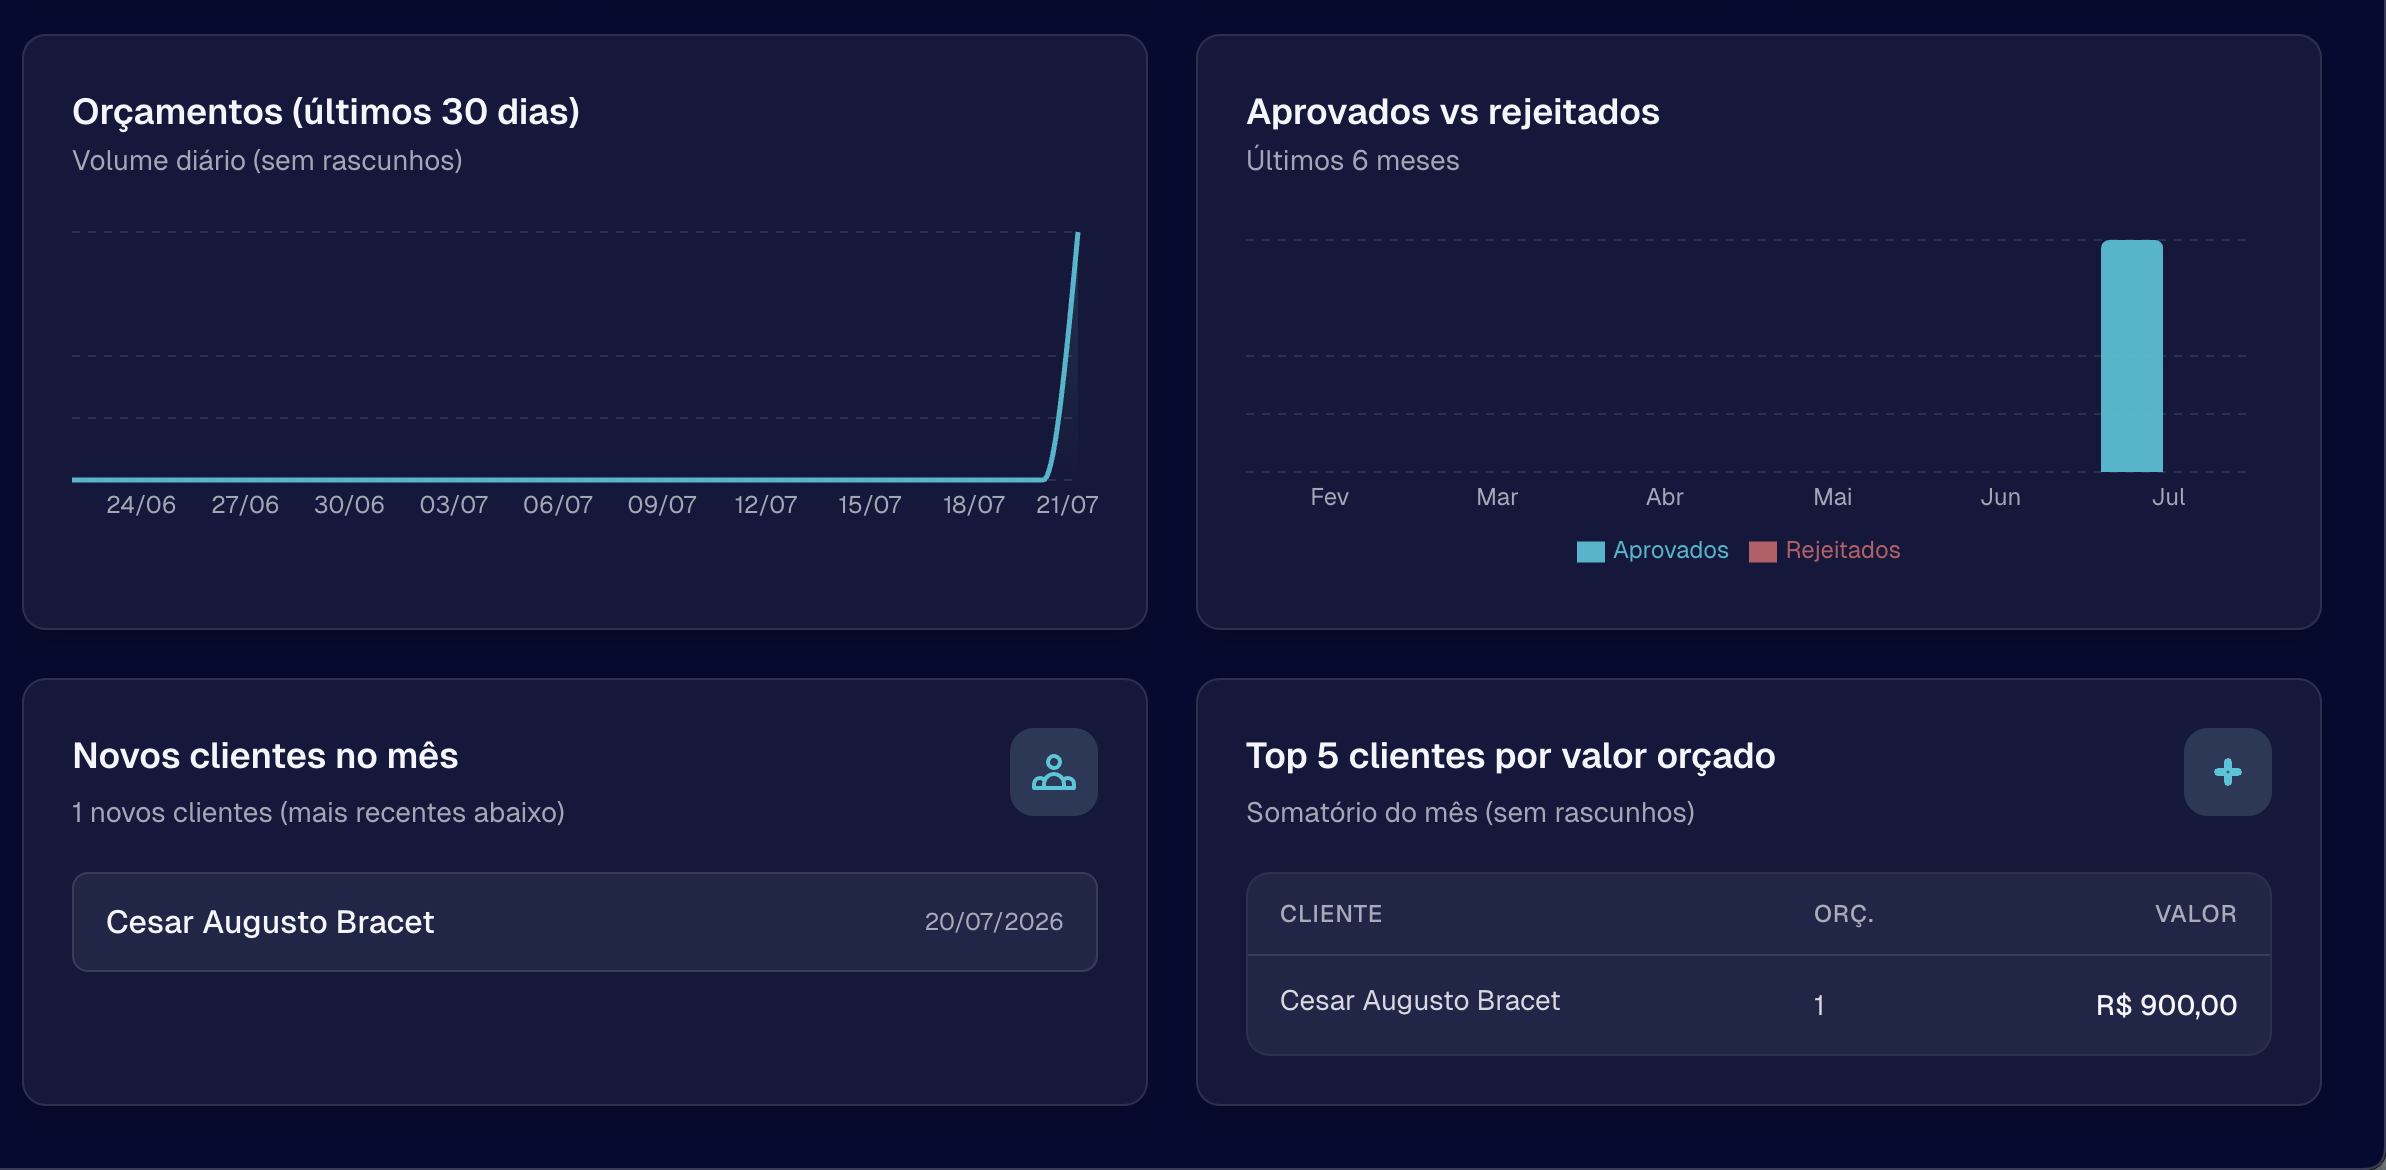 Orçamentos (últimos 30 dias)
Volume diário (sem rascunhos)
24/06 27/06 30/06 03/07 06/07 09/07 12/07 15/07 18/07 21/07
Aprovados vs rejeitados
Últimos 6 meses
Fev Mar Abr Mai Jun Jul
Aprovados Rejeitados
Novos clientes no mês
1 novos clientes (mais recentes abaixo)
Cesar Augusto Bracet 20/07/2026
Top 5 clientes por valor orçado
Somatório do mês (sem rascunhos)
CLIENTE ORÇ. VALOR
Cesar Augusto Bracet 1 R$ 900,00